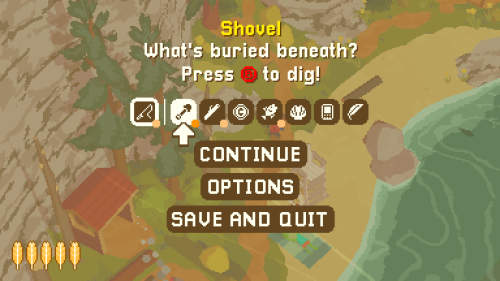 Shovel
What's buried beneath?
Press to dig!
CONTINUE
OPTIONS
SAVE AND QUIT